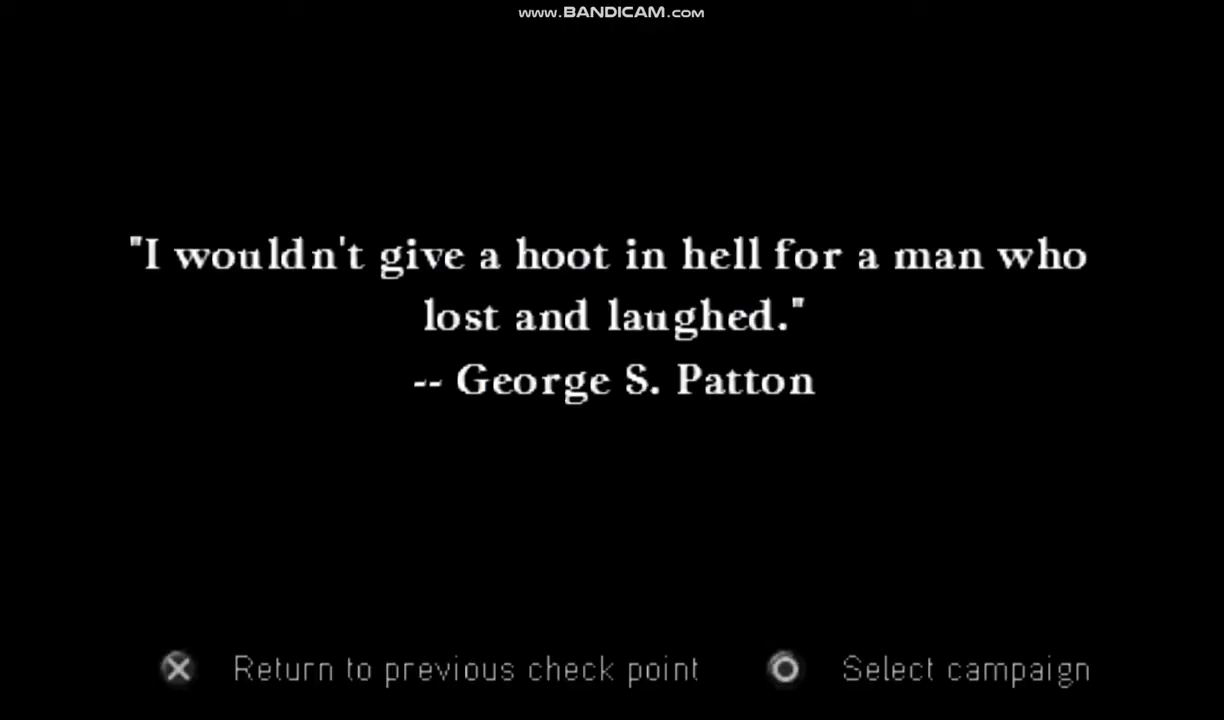 www.BANDICAM.com
"I wouldn't give a hoot in hell for a man who
lost and laughed."
-- George S. Patton
Return to previous check point
Select campaign